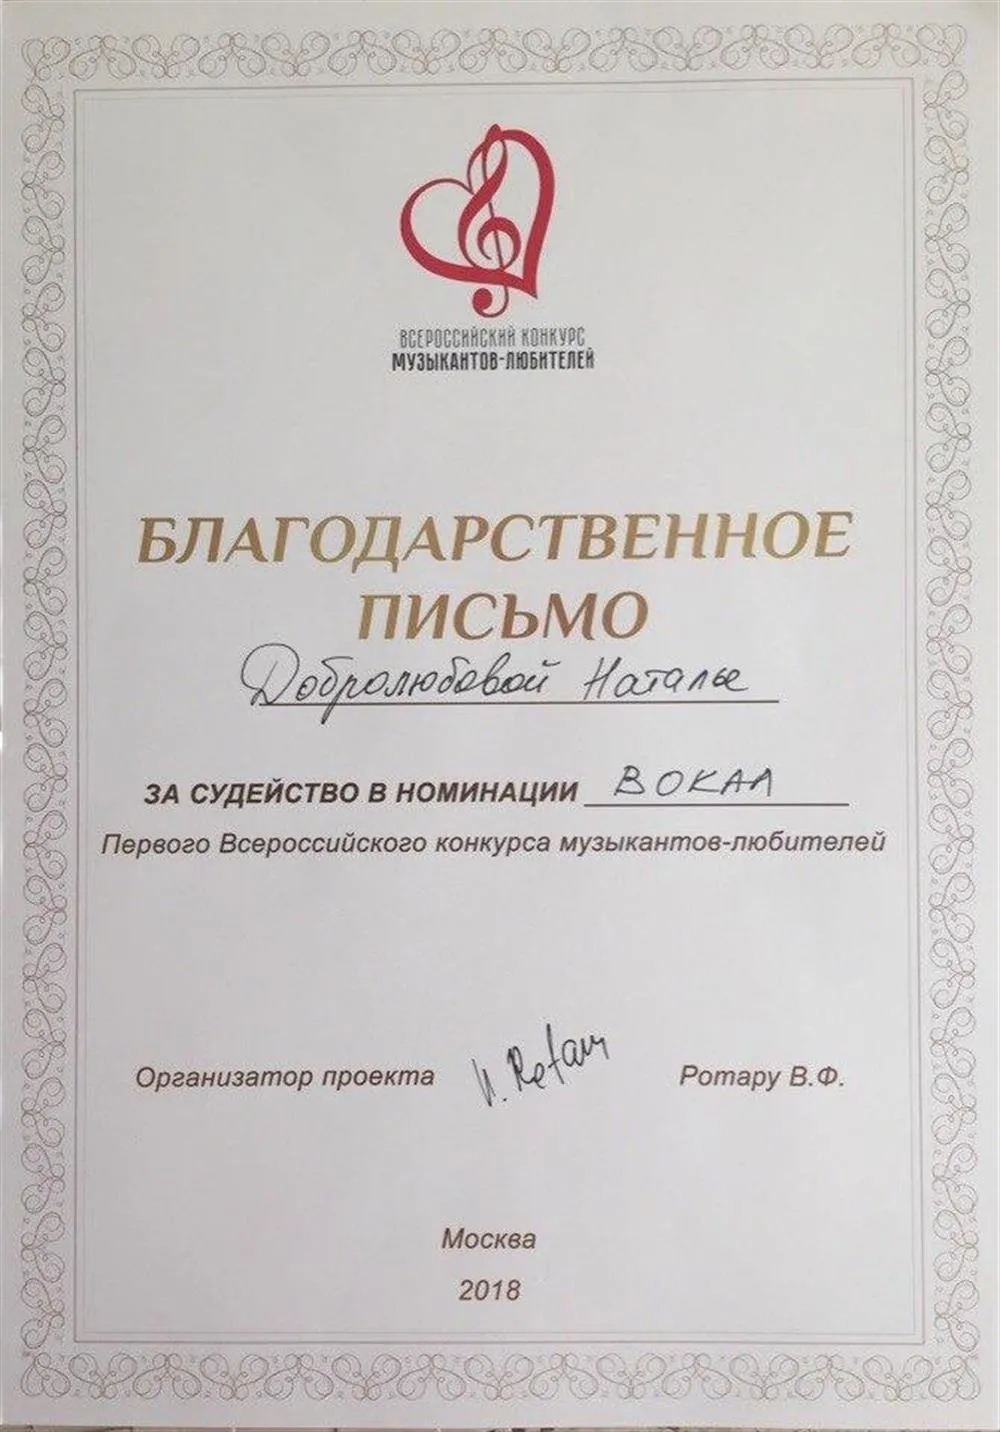 ВСЕРОССИЙСКИЙ КОНКУРС
МУЗЫКАНТОВ-ЛЮБИТЕЛЕЙ
БЛАГОДАРСТВЕННОЕ
ПИСЬМО
Добролюбовой Наталье
ЗА СУДЕЙСТВО В НОМИНАЦИИ ВОКАЛ
Первого Всероссийского конкурса музыкантов-любителей
Организатор проекта Ротару В.Ф.
Москва
2018